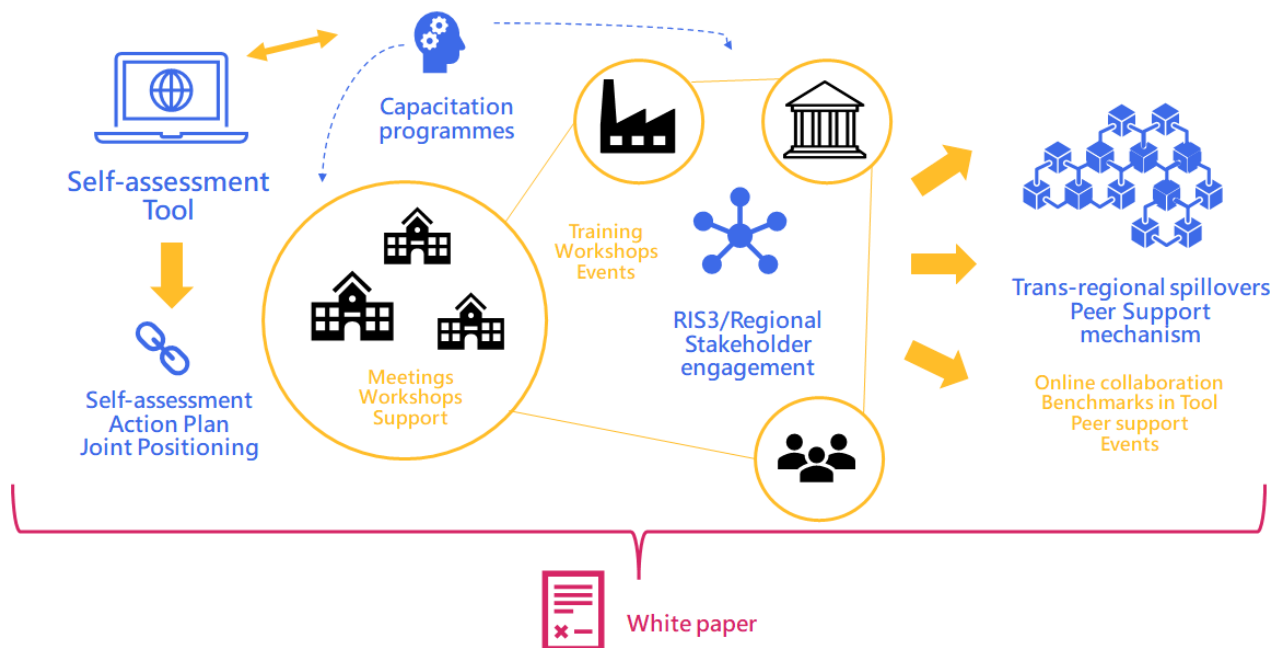 Capacitation
programmes
Self-assessment
Tool
Self-assessment
Action Plan
Joint Positioning
Meetings
Workshops
Support
Training
Workshops
Events
RIS3/Regional
Stakeholder
engagement
Trans-regional spillovers
Peer Support
mechanism
Online collaboration
Benchmarks in Tool
Peer support
Events
White paper